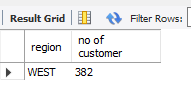 Result Grid Filter Rows:
region no of
customer
WEST 382